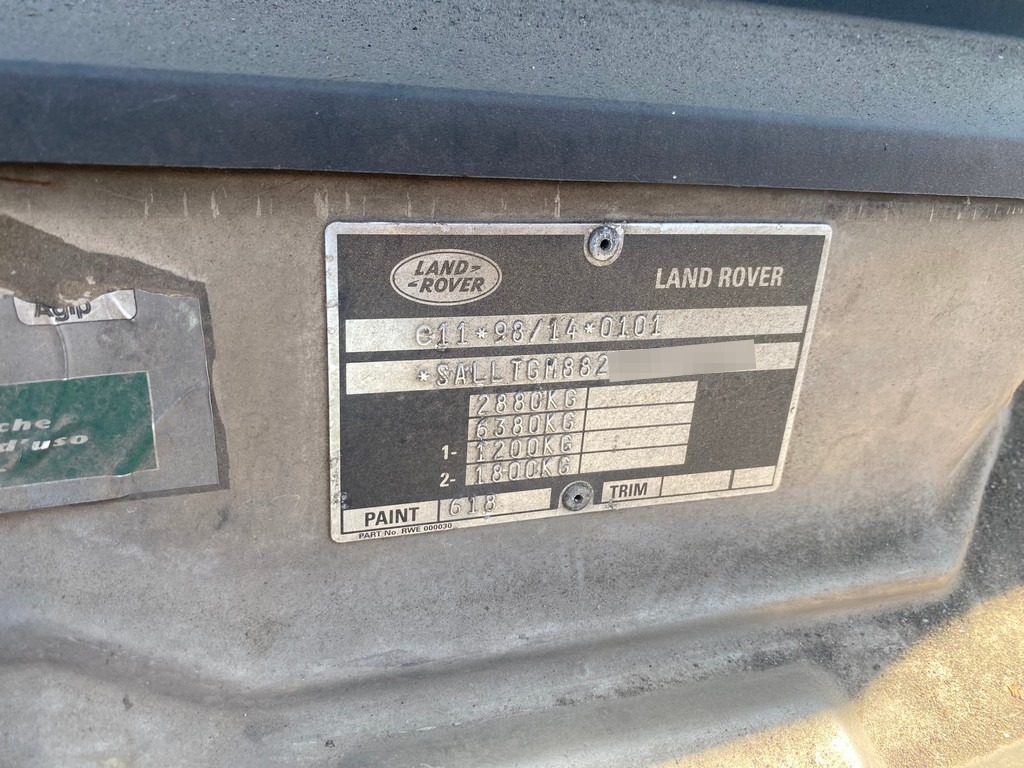 Agip
che
d'uso
LAND-
-ROVER
LAND ROVER
e11*98/14*0101
*SALLTGM882
2880KG
6380KG
1- 1200KG
2- 1800KG
PAINT 618 TRIM
PART No. RWE 000030